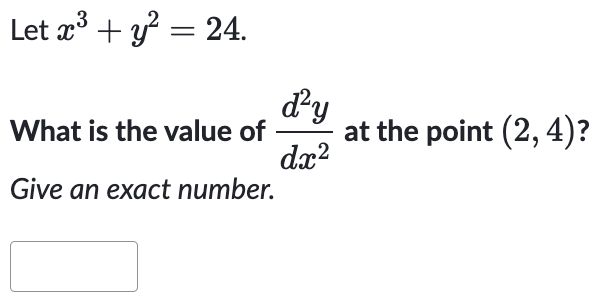 Let x³ + y² = 24.
What is the value of d²y/dx² at the point (2, 4)?
Give an exact number.